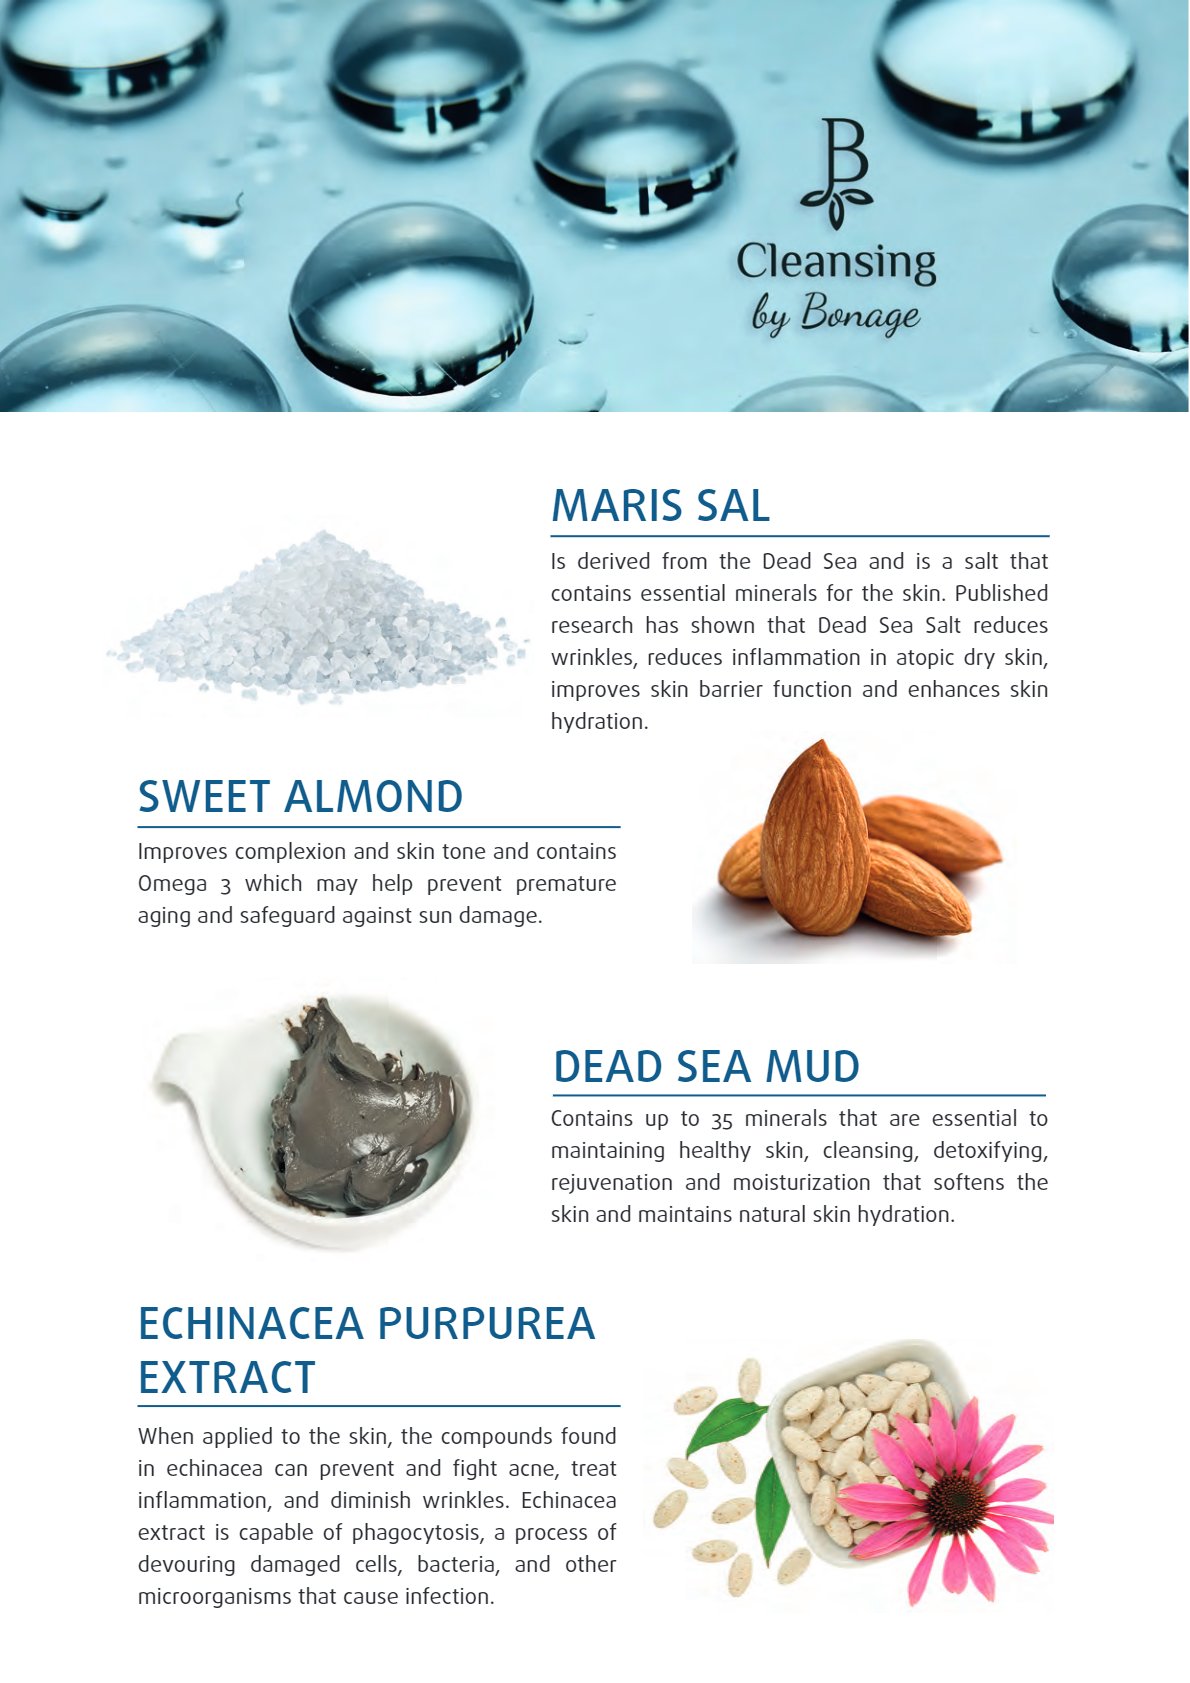 B
Cleansing
by Bonage
MARIS SAL
Is derived from the Dead Sea and is a salt that
contains essential minerals for the skin. Published
research has shown that Dead Sea Salt reduces
wrinkles, reduces inflammation in atopic dry skin,
improves skin barrier function and enhances skin
hydration.
SWEET ALMOND
Improves complexion and skin tone and contains
Omega 3 which may help prevent premature
aging and safeguard against sun damage.
DEAD SEA MUD
Contains up to 35 minerals that are essential to
maintaining healthy skin, cleansing, detoxifying,
rejuvenation and moisturization that softens the
skin and maintains natural skin hydration.
ECHINACEA PURPUREA
EXTRACT
When applied to the skin, the compounds found
in echinacea can prevent and fight acne, treat
inflammation, and diminish wrinkles. Echinacea
extract is capable of phagocytosis, a process of
devouring damaged cells, bacteria, and other
microorganisms that cause infection.